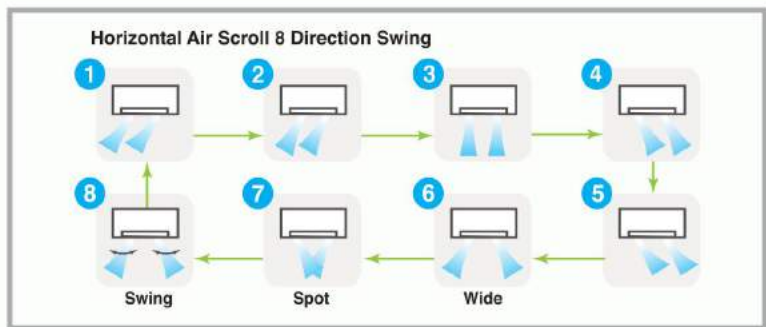 Horizontal Air Scroll 8 Direction Swing
1 2 3 4
8 7 6 5
Swing Spot Wide